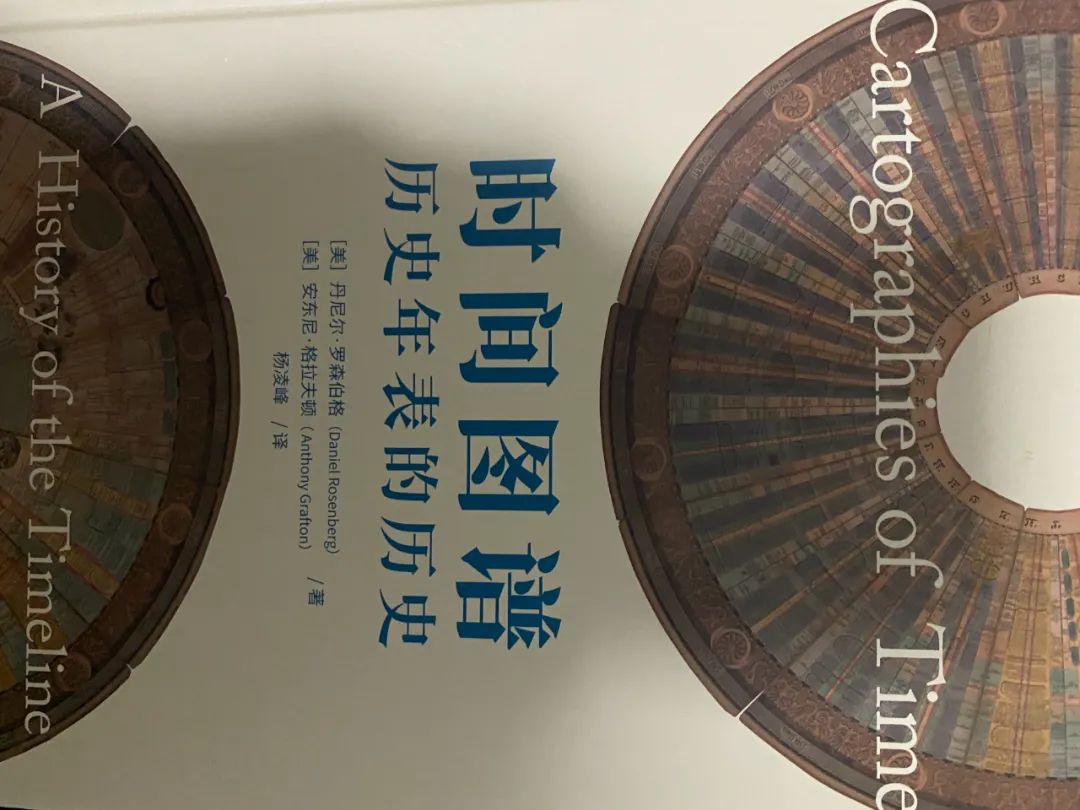 Cartographies of Time
时间图谱
历史年表的历史
[美] 丹尼尔·罗森伯格（Daniel Rosenberg）
[美] 安东尼·格拉夫顿（Anthony Grafton） /著
杨凌峰 /译
A History of the Timeline